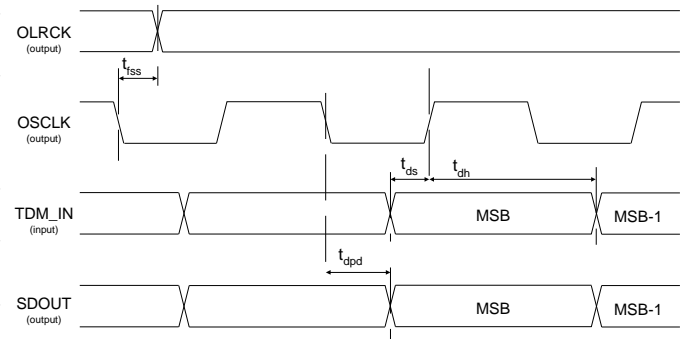 OLRCK
(output)
tfss
OSCLK
(output)
tds
tdh
TDM_IN
(input)
MSB
MSB-1
tdpd
SDOUT
(output)
MSB
MSB-1